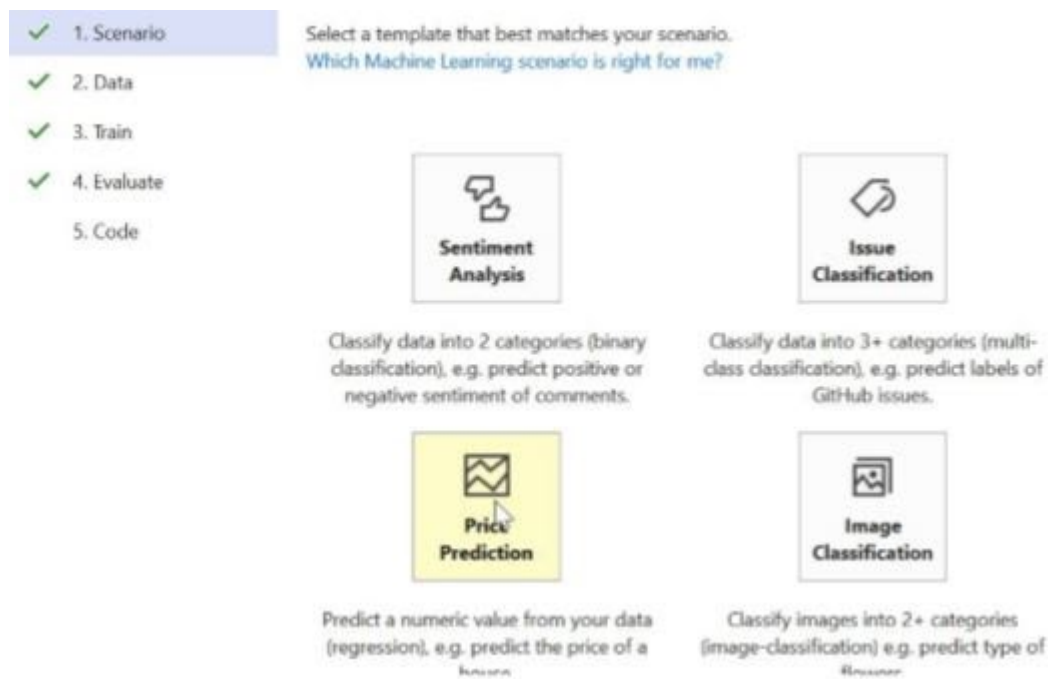 1. Scenario
2. Data
3. Train
4. Evaluate
5. Code
Select a template that best matches your scenario.
Which Machine Learning scenario is right for me?
Sentiment
Analysis
Classify data into 2 categories (binary
classification), e.g. predict positive or
negative sentiment of comments.
Issue
Classification
Classify data into 3+ categories (multi-
class classification), e.g. predict labels of
GitHub issues.
Price
Prediction
Predict a numeric value from your data
(regression), e.g. predict the price of a
house
Image
Classification
Classify images into 2+ categories
(image-classification) e.g. predict type of
flowers